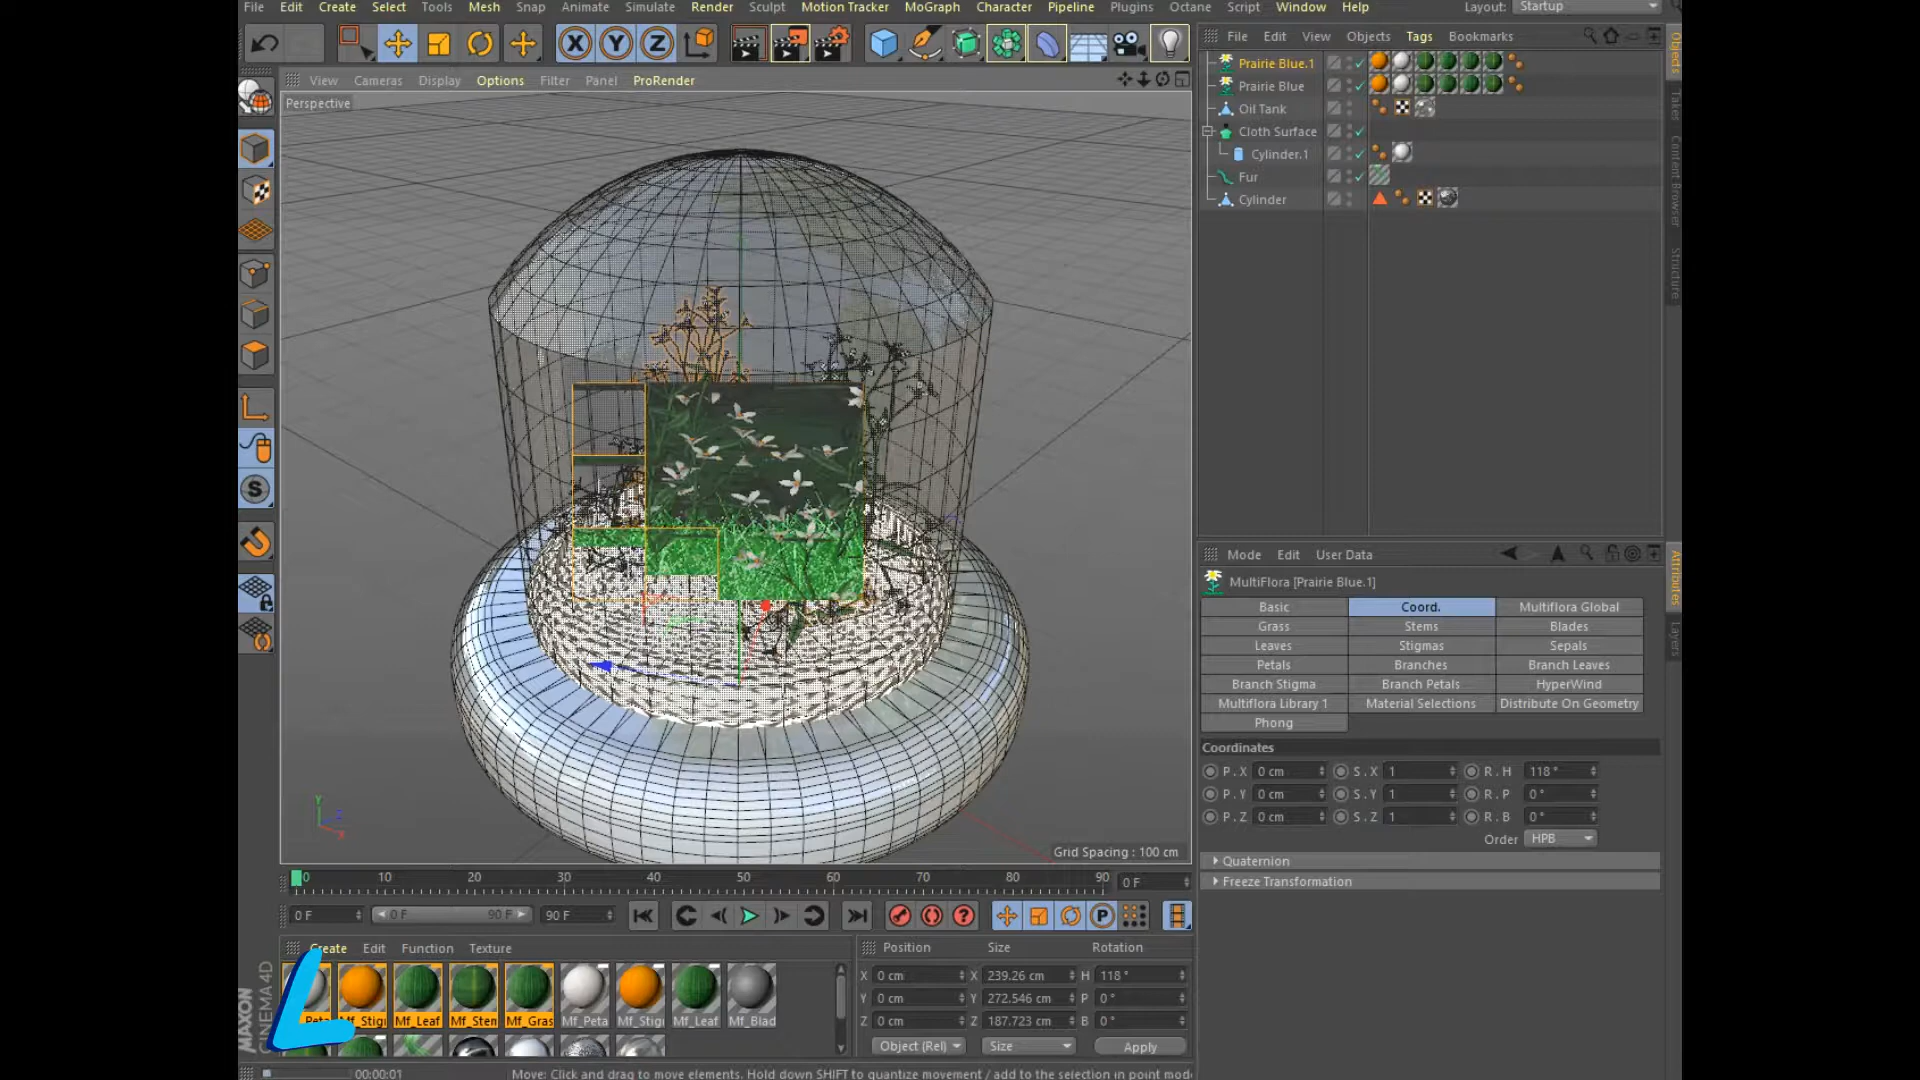 File Edit Create Select Tools Mesh Snap Animate Simulate Render Sculpt Motion Tracker MoGraph Character Pipeline Plugins Octane Script Window Help Layout: Startup
X Y Z
File Edit View Objects Tags Bookmarks
View Cameras Display Options Filter Panel ProRender
Perspective
Prairie Blue.1
Prairie Blue
Oil Tank
Cloth Surface
Cylinder.1
Fur
Cylinder
Objects
Takes
Content Browser
Structure
S
Mode Edit User Data
MultiFlora [Prairie Blue.1]
Basic Coord. Multiflora Global
Grass Stems Blades
Leaves Stigmas Sepals
Petals Branches Branch Leaves
Branch Stigma Branch Petals HyperWind
Multiflora Library 1 Material Selections Distribute On Geometry
Phong
Coordinates
P . X 0 cm S . X 1 R . H 118 °
P . Y 0 cm S . Y 1 R . P 0 °
P . Z 0 cm S . Z 1 R . B 0 °
Order HPB
Quaternion
Freeze Transformation
Attributes
Layers
Y
Z
X
Grid Spacing : 100 cm
0 10 20 30 40 50 60 70 80 90 0 F
0 F 0 F 90 F 90 F
P
Create Edit Function Texture
Mf_Stig Mf_Leaf Mf_Sten Mf_Gras Mf_Peta Mf_Stig Mf_Leaf Mf_Blad
Position Size Rotation
X 0 cm X 239.26 cm H 118 °
Y 0 cm Y 272.546 cm P 0 °
Z 0 cm Z 187.723 cm B 0 °
Object (Rel) Size Apply
MAXON
CINEMA 4D
00:00:01 Move: Click and drag to move elements. Hold down SHIFT to quantize movement / add to the selection in point mod